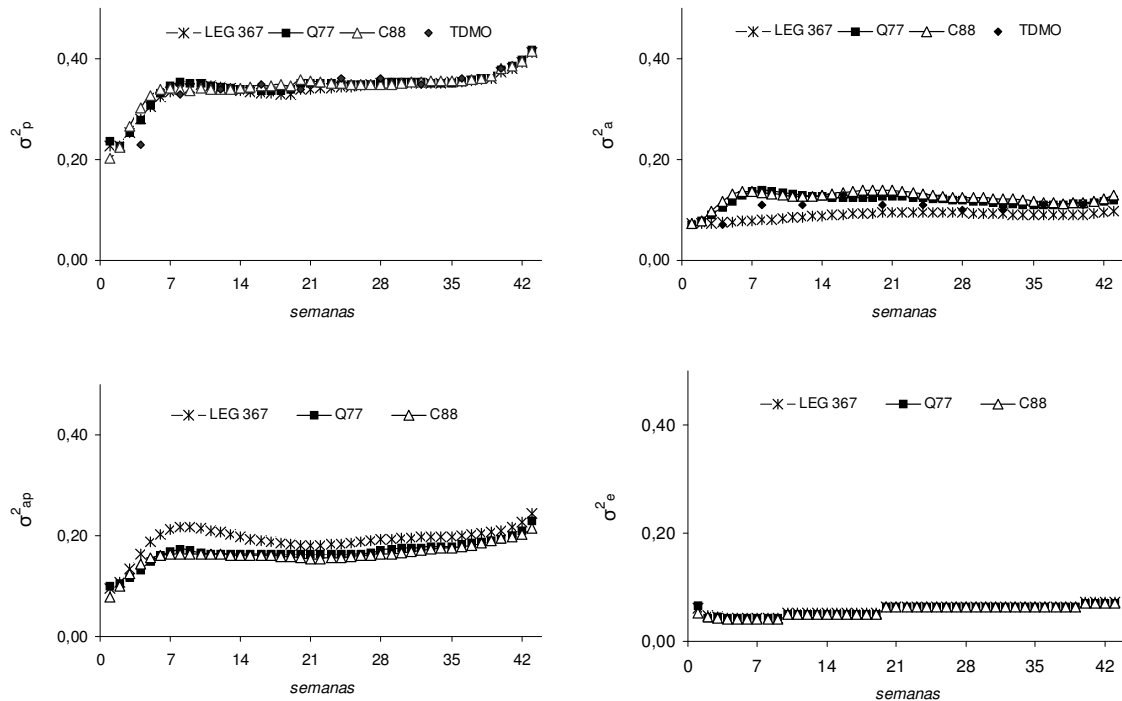 LEG 367 Q77 C88 TDMO
σ²p
0,40
0,20
0,00
0 7 14 21 28 35 42
semanas
LEG 367 Q77 C88 TDMO
σ²a
0,40
0,20
0,00
0 7 14 21 28 35 42
semanas
LEG 367 Q77 C88
σ²ap
0,40
0,20
0,00
0 7 14 21 28 35 42
semanas
LEG 367 Q77 C88
σ²e
0,40
0,20
0,00
0 7 14 21 28 35 42
semanas